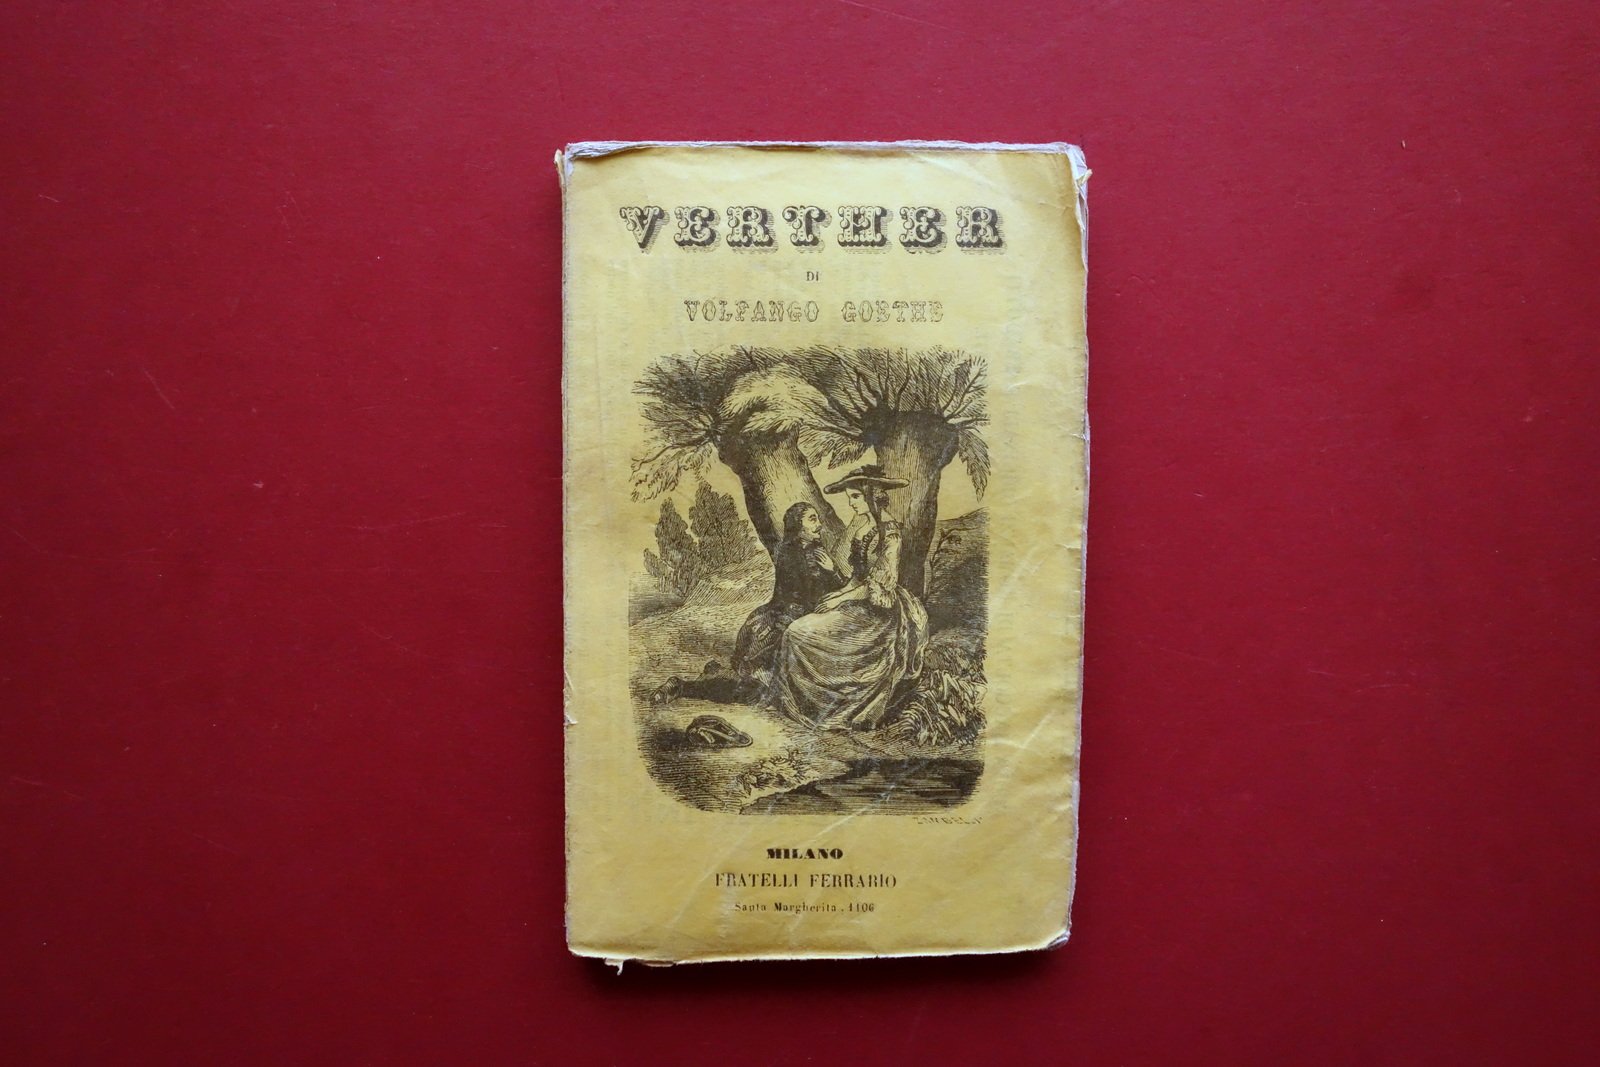 VERTHER
DI
VOLFANGO GOETHE
MILANO
FRATELLI FERRARIO
Santa Margherita. 1106